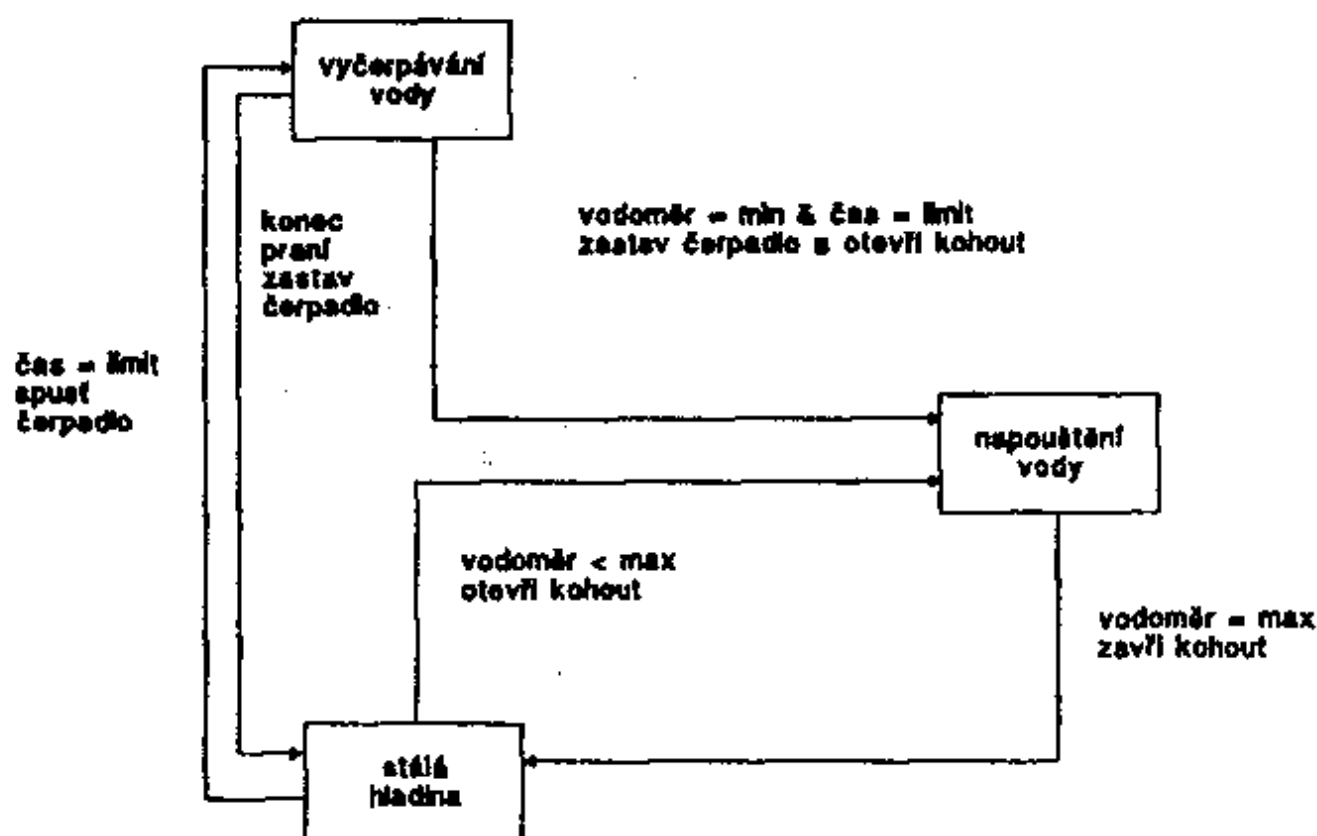 vyčerpávání
vody
konec
praní
zastav
čerpadlo
vodoměr = min & čas = limit
zastav čerpadlo a otevři kohout
čas = limit
spusť
čerpadlo
napouštění
vody
vodoměr < max
otevři kohout
vodoměr = max
zavři kohout
stálá
hladina